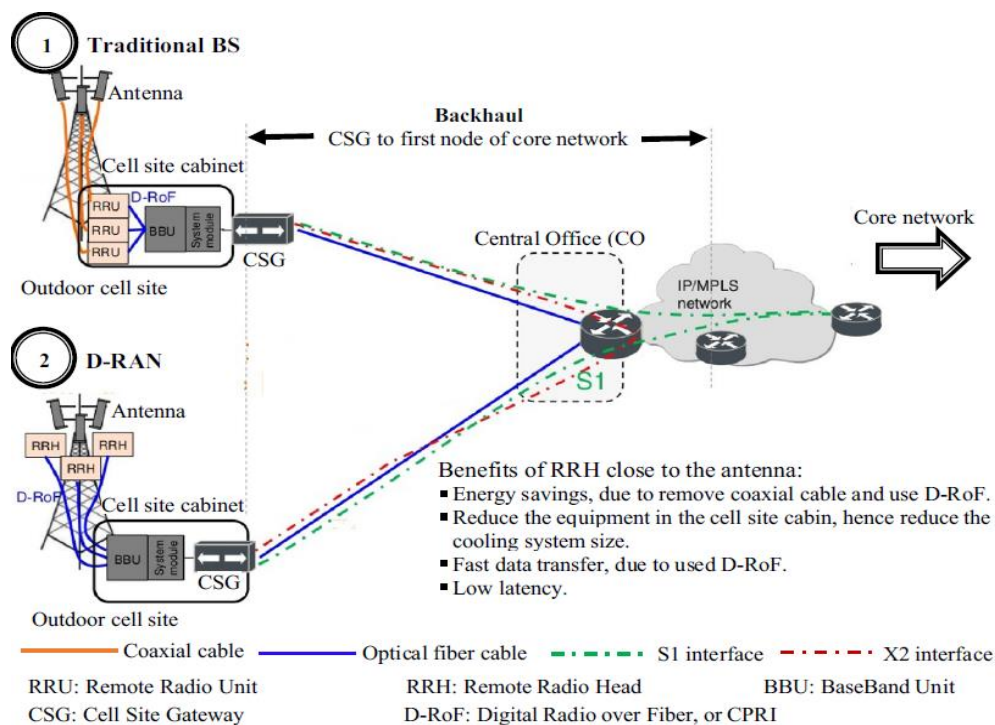 1 Traditional BS
Antenna
Backhaul
CSG to first node of core network
Cell site cabinet
D-RoF
RRU
RRU
RRU
BBU
System module
CSG
Outdoor cell site
Central Office (CO
Core network
IP/MPLS
network
S1
2 D-RAN
Antenna
RRH
RRH
RRH
D-RoF
Cell site cabinet
BBU
System module
CSG
Outdoor cell site
Benefits of RRH close to the antenna:
▪ Energy savings, due to remove coaxial cable and use D-RoF.
▪ Reduce the equipment in the cell site cabin, hence reduce the
cooling system size.
▪ Fast data transfer, due to used D-RoF.
▪ Low latency.
Coaxial cable Optical fiber cable S1 interface X2 interface
RRU: Remote Radio Unit RRH: Remote Radio Head BBU: BaseBand Unit
CSG: Cell Site Gateway D-RoF: Digital Radio over Fiber, or CPRI